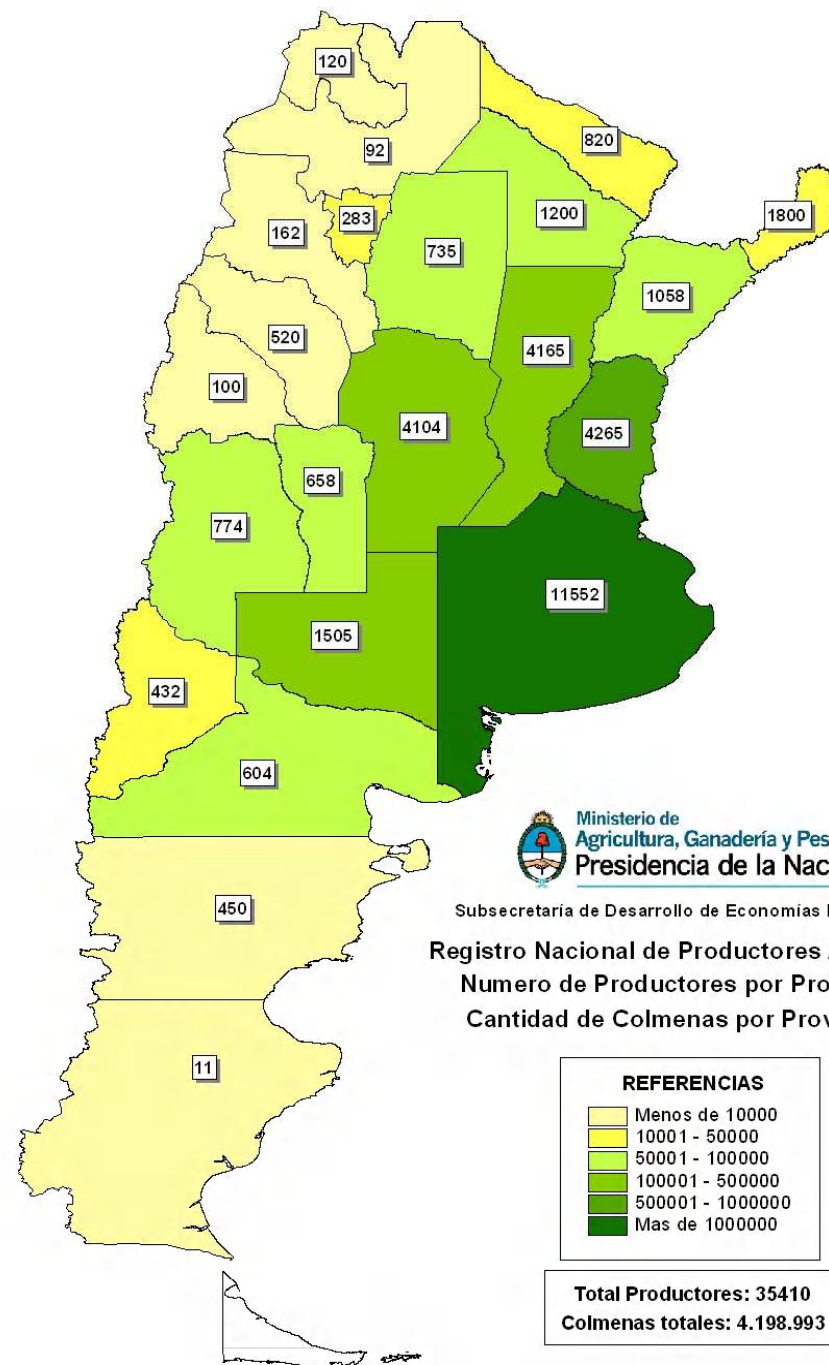 120
92
820
283
1800
162
1200
735
1058
520
4165
100
4104
4265
658
774
11552
1505
432
604
450
11
Ministerio de
Agricultura, Ganadería y Pes
Presidencia de la Nac
Subsecretaría de Desarrollo de Economías
Registro Nacional de Productores
Numero de Productores por Pro
Cantidad de Colmenas por Prov
REFERENCIAS
Menos de 10000
10001 - 50000
50001 - 100000
100001 - 500000
500001 - 1000000
Mas de 1000000
Total Productores: 35410
Colmenas totales: 4.198.993